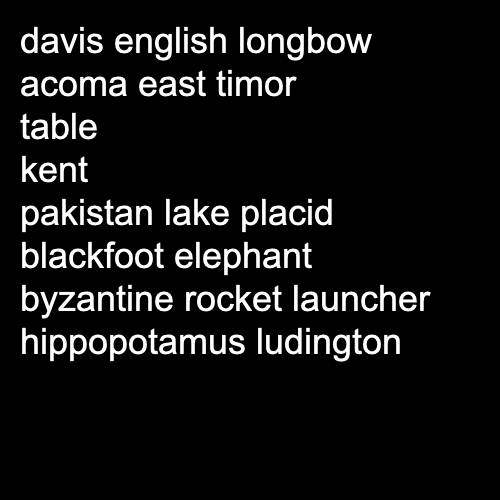 davis english longbow
acoma east timor
table
kent
pakistan lake placid
blackfoot elephant
byzantine rocket launcher
hippopotamus ludington